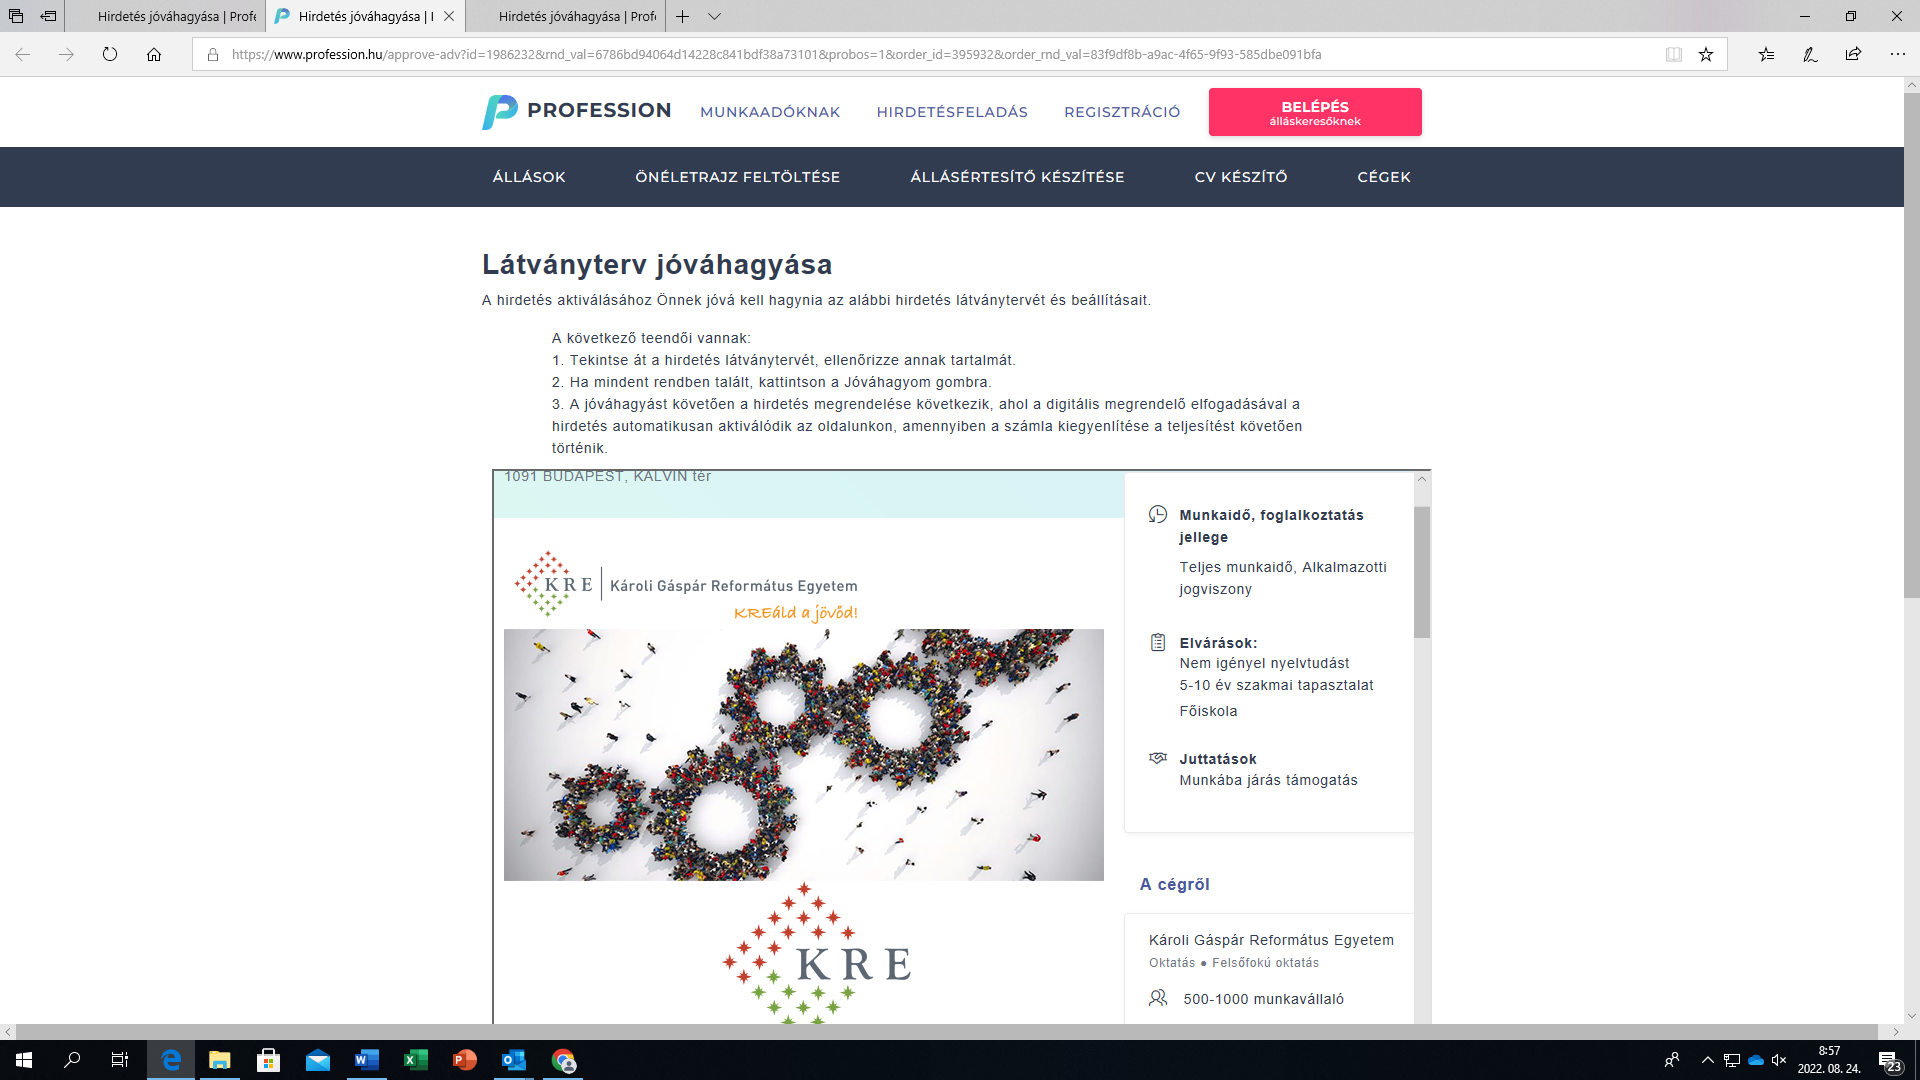 Hirdetés jóváhagyása | Profe
Hirdetés jóváhagyása | I
Hirdetés jóváhagyása | Profe
https://www.profession.hu/approve-adv?id=1986232&rnd_val=6786bd94064d14228c841bdf38a73101&probos=1&order_id=395932&order_rnd_val=83f9df8b-a9ac-4f65-9f93-585dbe091bfa
PROFESSION
MUNKAADÓKNAK
HIRDETÉSFELADÁS
REGISZTRÁCIÓ
BELÉPÉS
álláskeresőknek
ÁLLÁSOK
ÖNÉLETRAJZ FELTÖLTÉSE
ÁLLÁSÉRTESÍTŐ KÉSZÍTÉSE
CV KÉSZÍTŐ
CÉGEK
Látványterv jóváhagyása
A hirdetés aktiválásához Önnek jóvá kell hagynia az alábbi hirdetés látványtervét és beállításait.
A következő teendői vannak:
1. Tekintse át a hirdetés látványtervét, ellenőrizze annak tartalmát.
2. Ha mindent rendben talált, kattintson a Jóváhagyom gombra.
3. A jóváhagyást követően a hirdetés megrendelése következik, ahol a digitális megrendelő elfogadásával a
hirdetés automatikusan aktiválódik az oldalunkon, amennyiben a számla kiegyenlítése a teljesítést követően
történik.
1091 BUDAPEST, KÁLVIN tér
KRE
Károli Gáspár Református Egyetem
KREáld a jövőd!
KRE
Munkaidő, foglalkoztatás
jellege
Teljes munkaidő, Alkalmazotti
jogviszony
Elvárások:
Nem igényel nyelvtudást
5-10 év szakmai tapasztalat
Főiskola
Juttatások
Munkába járás támogatás
A cégről
Károli Gáspár Református Egyetem
Oktatás ● Felsőfokú oktatás
500-1000 munkavállaló
8:57
2022. 08. 24.
23